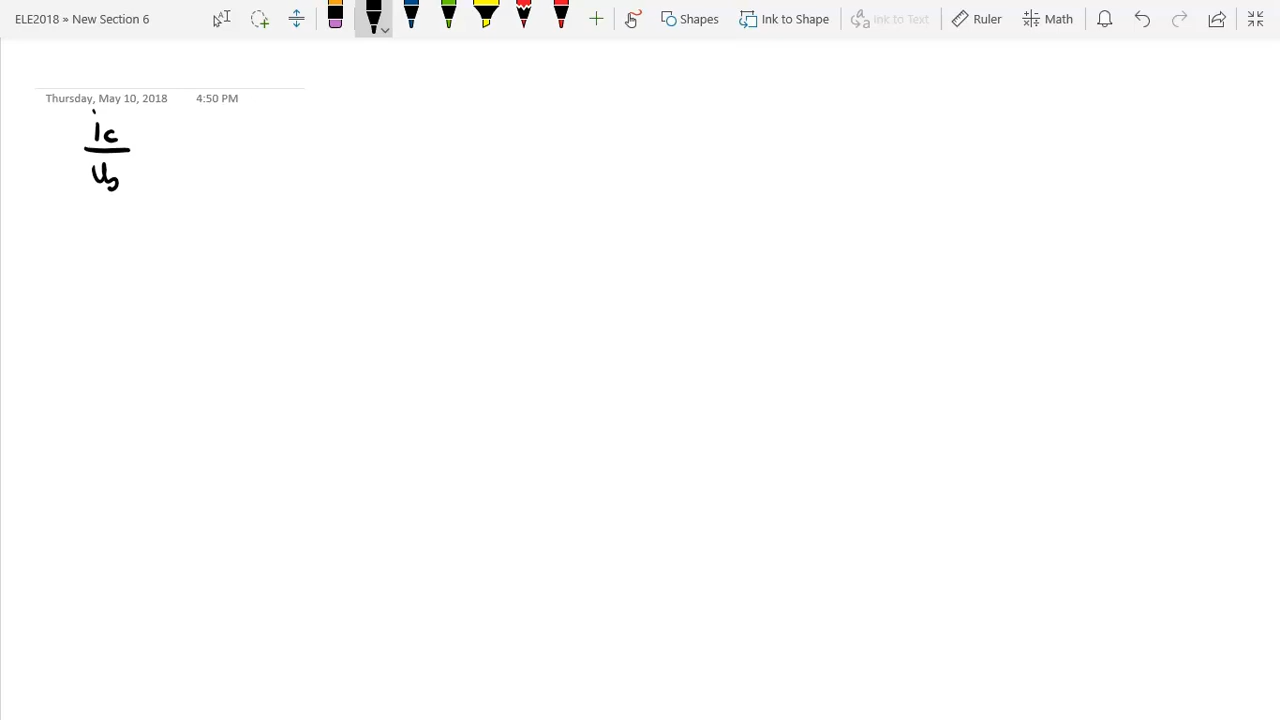 ELE2018 » New Section 6 Shapes Ink to Shape Ink to Text Ruler Math
Thursday, May 10, 2018 4:50 PM
ic